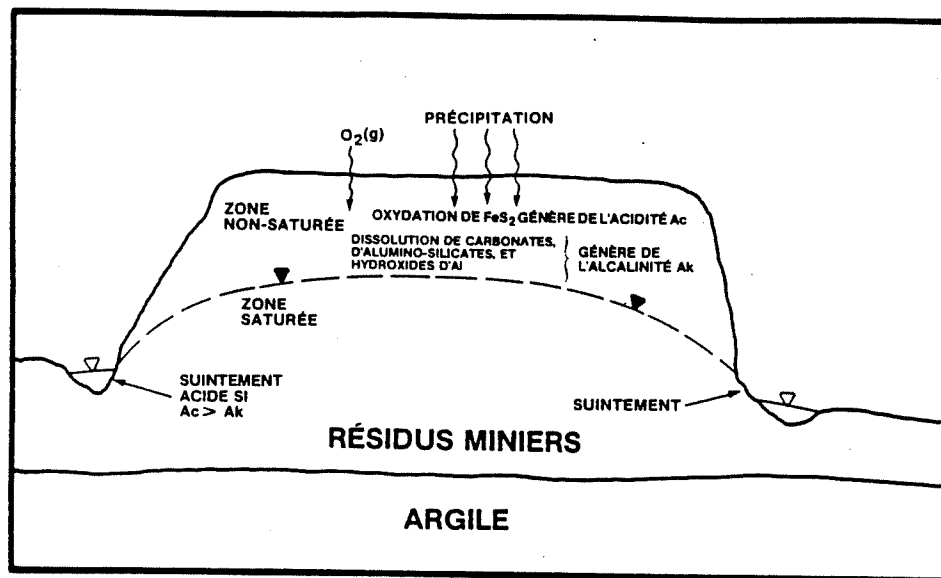 PRÉCIPITATION
O2(g)
ZONE
NON-SATURÉE
OXYDATION DE FeS2 GÉNÈRE DE L'ACIDITÉ Ac
DISSOLUTION DE CARBONATES,
D'ALUMINO-SILICATES, ET
HYDROXIDES D'Al
GÉNÈRE DE
L'ALCALINITÉ Ak
ZONE
SATURÉE
SUINTEMENT
ACIDE SI
Ac > Ak
SUINTEMENT
RÉSIDUS MINIERS
ARGILE